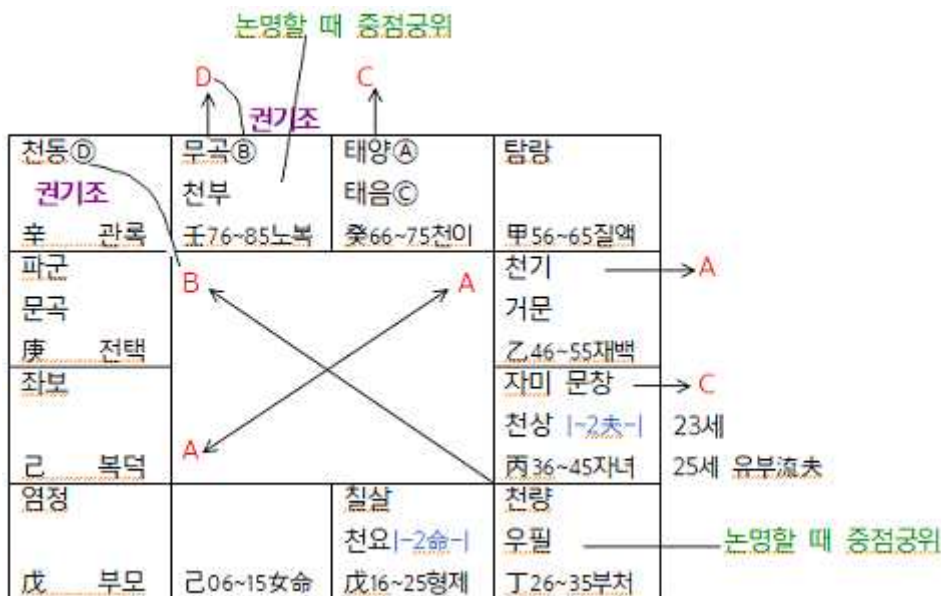 논명할 때 중점궁위
D
C
권기조
천동Ⓓ
권기조
辛 관록
무곡Ⓑ
천부
壬76~85노복
태양Ⓐ
태음Ⓒ
癸66~75천이
탐랑
甲56~65질액
파군
문곡
庚 전택
B
A
천기
거문
乙46~55재백
A
좌보
己 복덕
A
자미 문창
천상 |-2夫-|
丙36~45자녀
C
23세
25세 유부流夫
염정
戊 부모
己06~15女命
칠살
천요|-2命-|
戊16~25형제
천량
우필
丁26~35부처
논명할 때 중점궁위